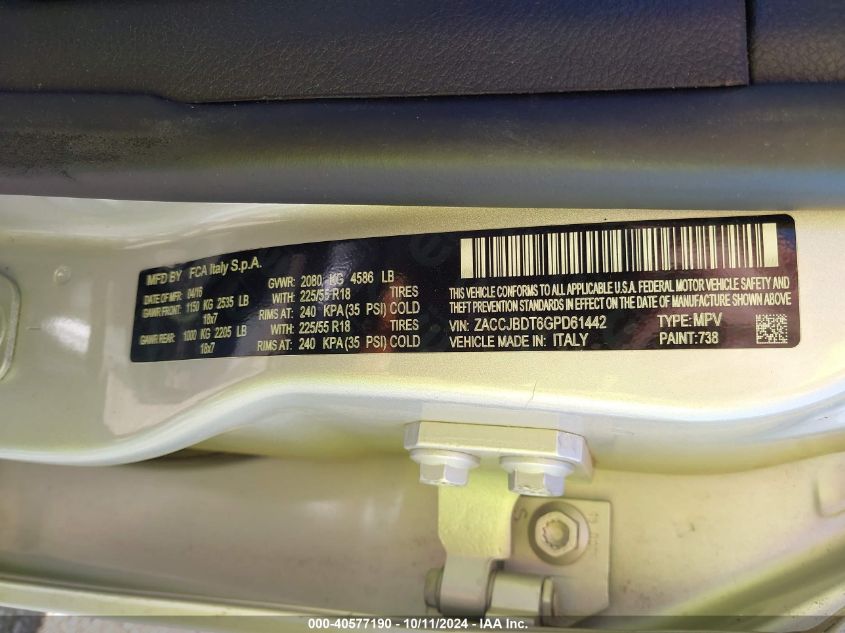 MFD BY FCA Italy S.p.A.
DATE OF MFR 04/16 GVWR: 2080 KG 4586 LB
GAWR FRONT: 1150 KG 2535 LB WITH: 225/55 R18 TIRES
18x7 RIMS AT: 240 KPA(35 PSI) COLD
GAWR REAR: 1000 KG 2205 LB WITH: 225/55 R18 TIRES
18x7 RIMS AT: 240 KPA(35 PSI) COLD
THIS VEHICLE CONFORMS TO ALL APPLICABLE U.S.A. FEDERAL MOTOR VEHICLE SAFETY AND
THEFT PREVENTION STANDARDS IN EFFECT ON THE DATE OF MANUFACTURE SHOWN ABOVE
VIN: ZACCJBDT6GPD61442 TYPE: MPV
VEHICLE MADE IN: ITALY PAINT: 738
000-40577190 - 10/11/2024 - IAA Inc.